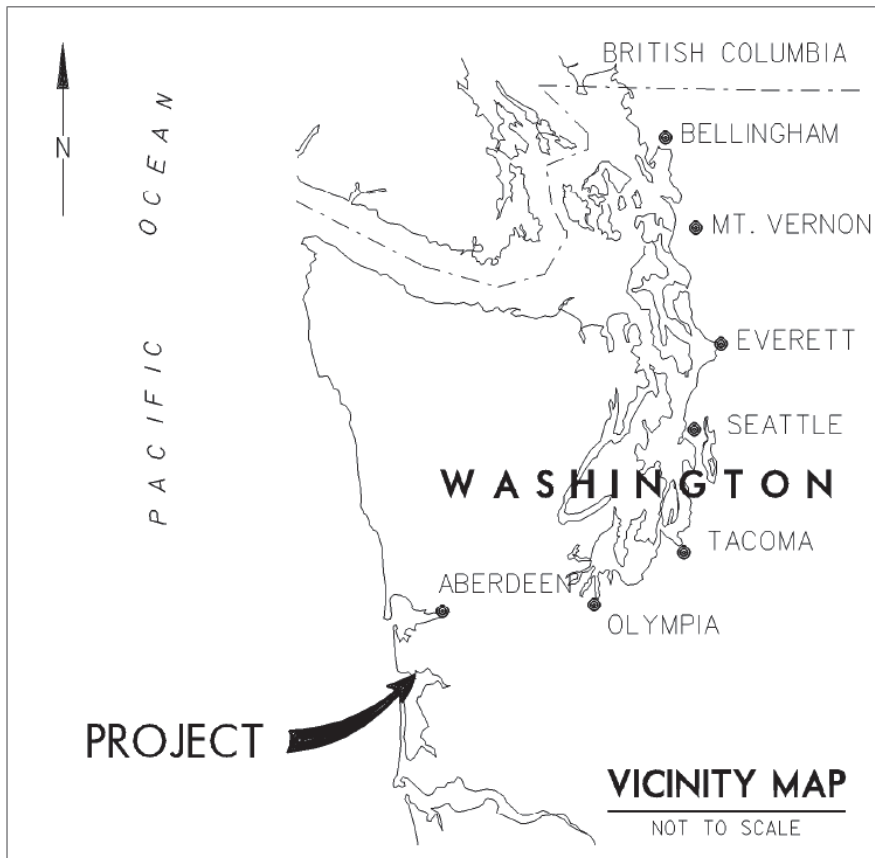 BRITISH COLUMBIA
N
PACIFIC OCEAN
BELLINGHAM
MT. VERNON
EVERETT
SEATTLE
WASHINGTON
TACOMA
ABERDEEN
OLYMPIA
PROJECT
VICINITY MAP
NOT TO SCALE